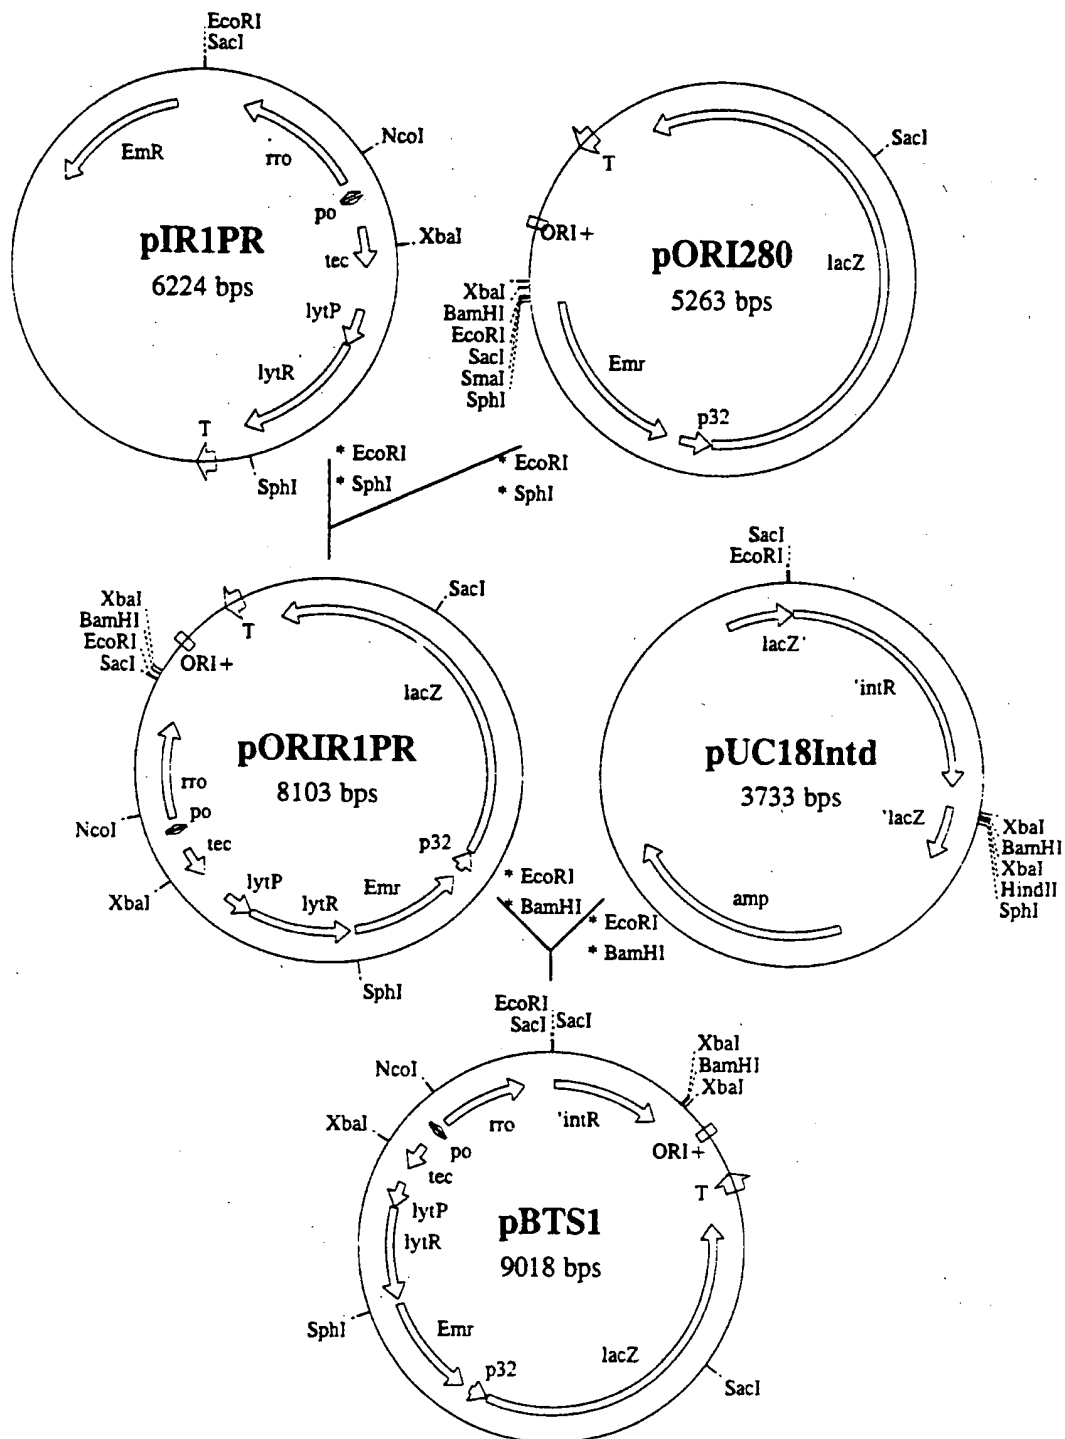 EcoRI
SacI
NcoI
EmR
rro
po
pIR1PR
6224 bps
XbaI
tec
lytP
lytR
T
SphI
SacI
T
ORI+
pORI280
5263 bps
lacZ
XbaI
BamHI
EcoRI
SacI
SmaI
SphI
Emr
p32
* EcoRI
* SphI
* EcoRI
* SphI
XbaI
BamHI
EcoRI
SacI
T
ORI+
SacI
lacZ
pORIR1PR
8103 bps
rro
NcoI
po
tec
XbaI
lytP
lytR
Emr
p32
SphI
SacI
EcoRI
lacZ'
'intR
pUC18Intd
3733 bps
'lacZ
XbaI
BamHI
XbaI
HindII
SphI
amp
* EcoRI
* BamHI
* EcoRI
* BamHI
EcoRI
SacI
SacI
XbaI
BamHI
XbaI
NcoI
XbaI
rro
'intR
po
ORI+
tec
T
lytP
pBTS1
lytR
9018 bps
SphI
Emr
lacZ
p32
SacI